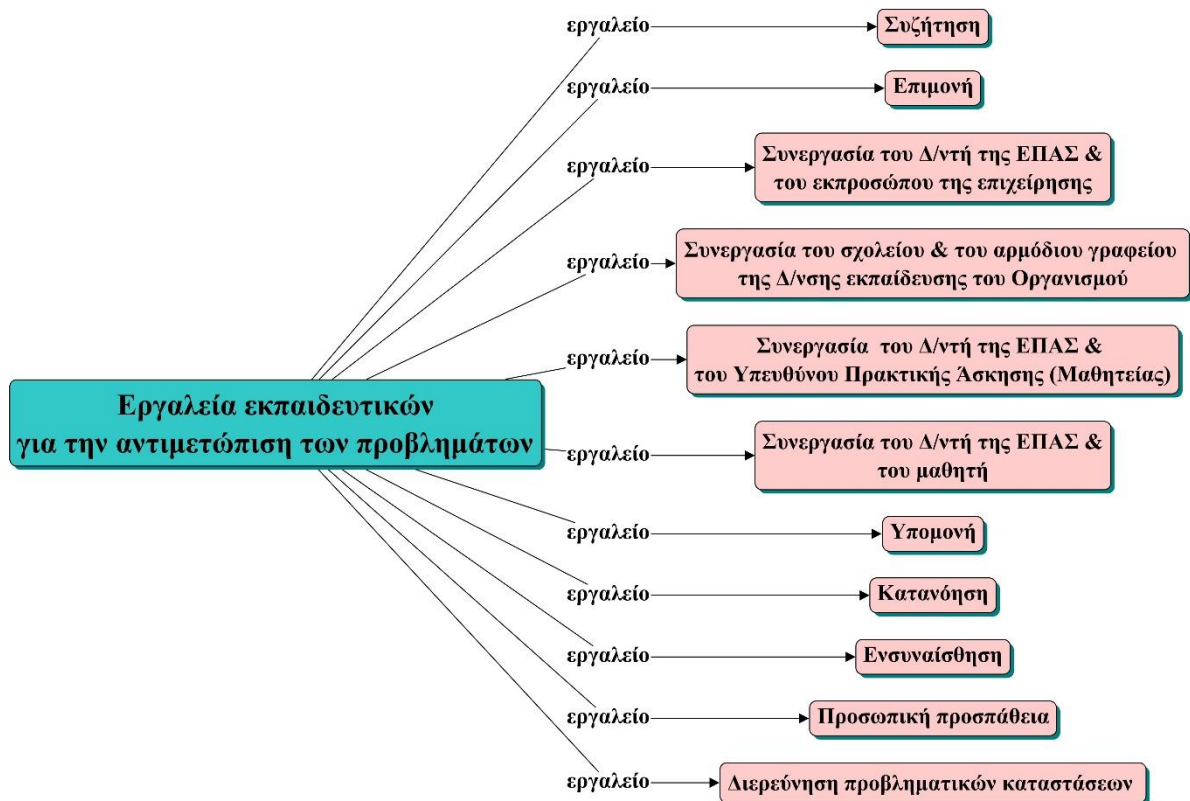 εργαλείο
Συζήτηση
εργαλείο
Επιμονή
εργαλείο
Συνεργασία του Δ/ντή της ΕΠΑΣ &
του εκπροσώπου της επιχείρησης
εργαλείο
Συνεργασία του σχολείου & του αρμόδιου γραφείου
της Δ/νσης εκπαίδευσης του Οργανισμού
εργαλείο
Συνεργασία του Δ/ντή της ΕΠΑΣ &
του Υπευθύνου Πρακτικής Άσκησης (Μαθητείας)
Εργαλεία εκπαιδευτικών
για την αντιμετώπιση των προβλημάτων
εργαλείο
Συνεργασία του Δ/ντή της ΕΠΑΣ &
του μαθητή
εργαλείο
Υπομονή
εργαλείο
Κατανόηση
εργαλείο
Ενσυναίσθηση
εργαλείο
Προσωπική προσπάθεια
εργαλείο
Διερεύνηση προβληματικών καταστάσεων